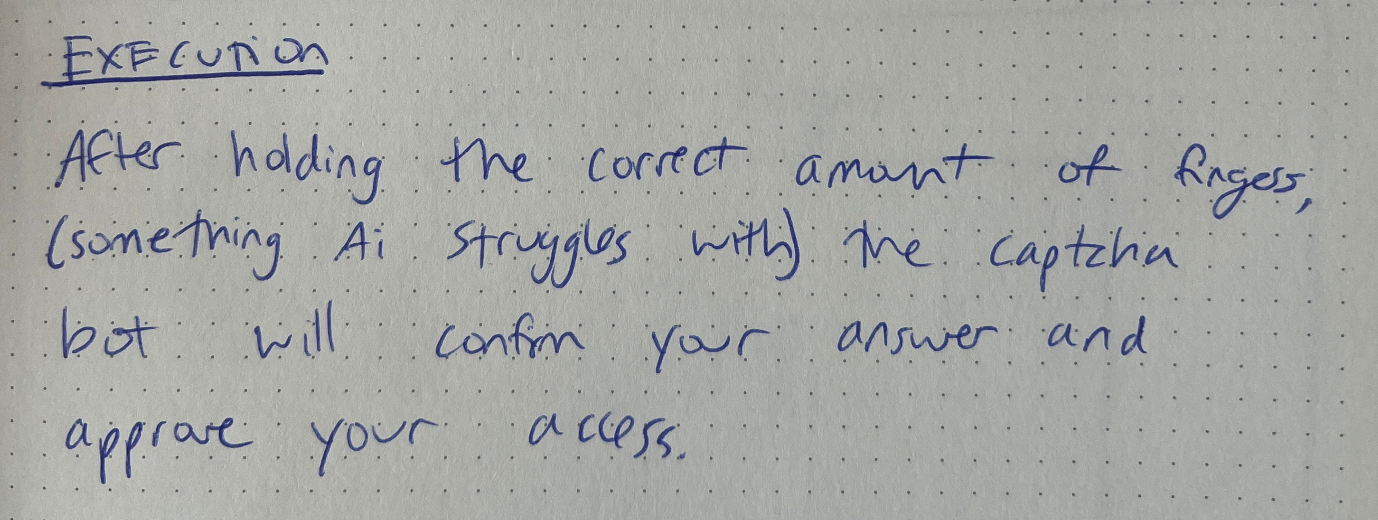 EXECUTION
After holding the correct amount of fingers,
(something Ai struggles with) the captcha
bot will confirm your answer and
approve your access.